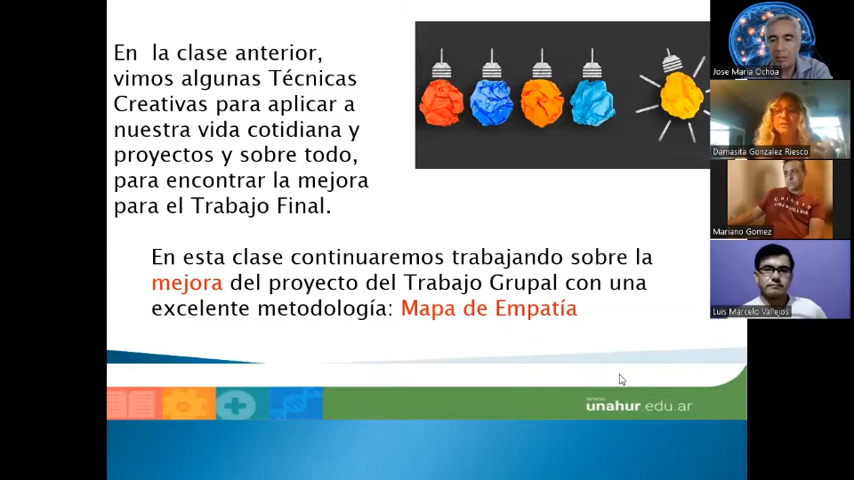 En  la clase anterior,
vimos algunas Técnicas
Creativas para aplicar a
nuestra vida cotidiana y
proyectos y sobre todo,
para encontrar la mejora
para el Trabajo Final.
En esta clase continuaremos trabajando sobre la
mejora del proyecto del Trabajo Grupal con una
excelente metodología: Mapa de Empatía
www
unahur.edu.ar
Jose Maria Ochoa
Damasita Gonzalez Riesco
Mariano Gomez
Luis Marcelo Vallejos